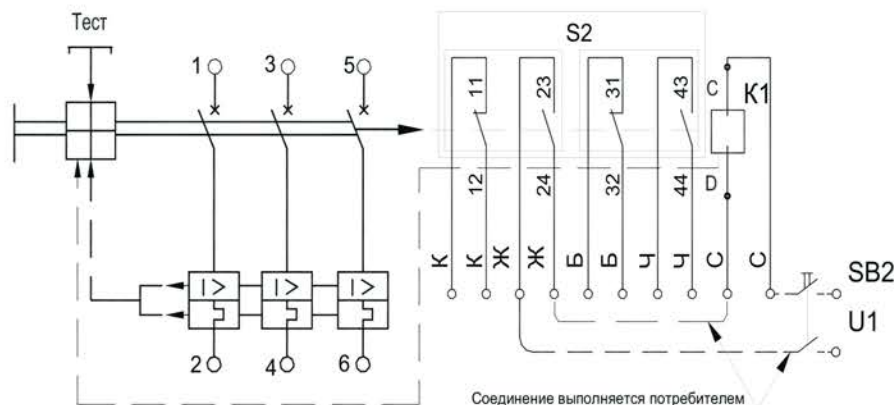 Тест
S2
1 3 5
11 23 31 43 C K1
12 24 32 44 D
К К Ж Ж Б Б Ч Ч С С
SB2
U1
I> I> I>
2 4 6
Соединение выполняется потребителем